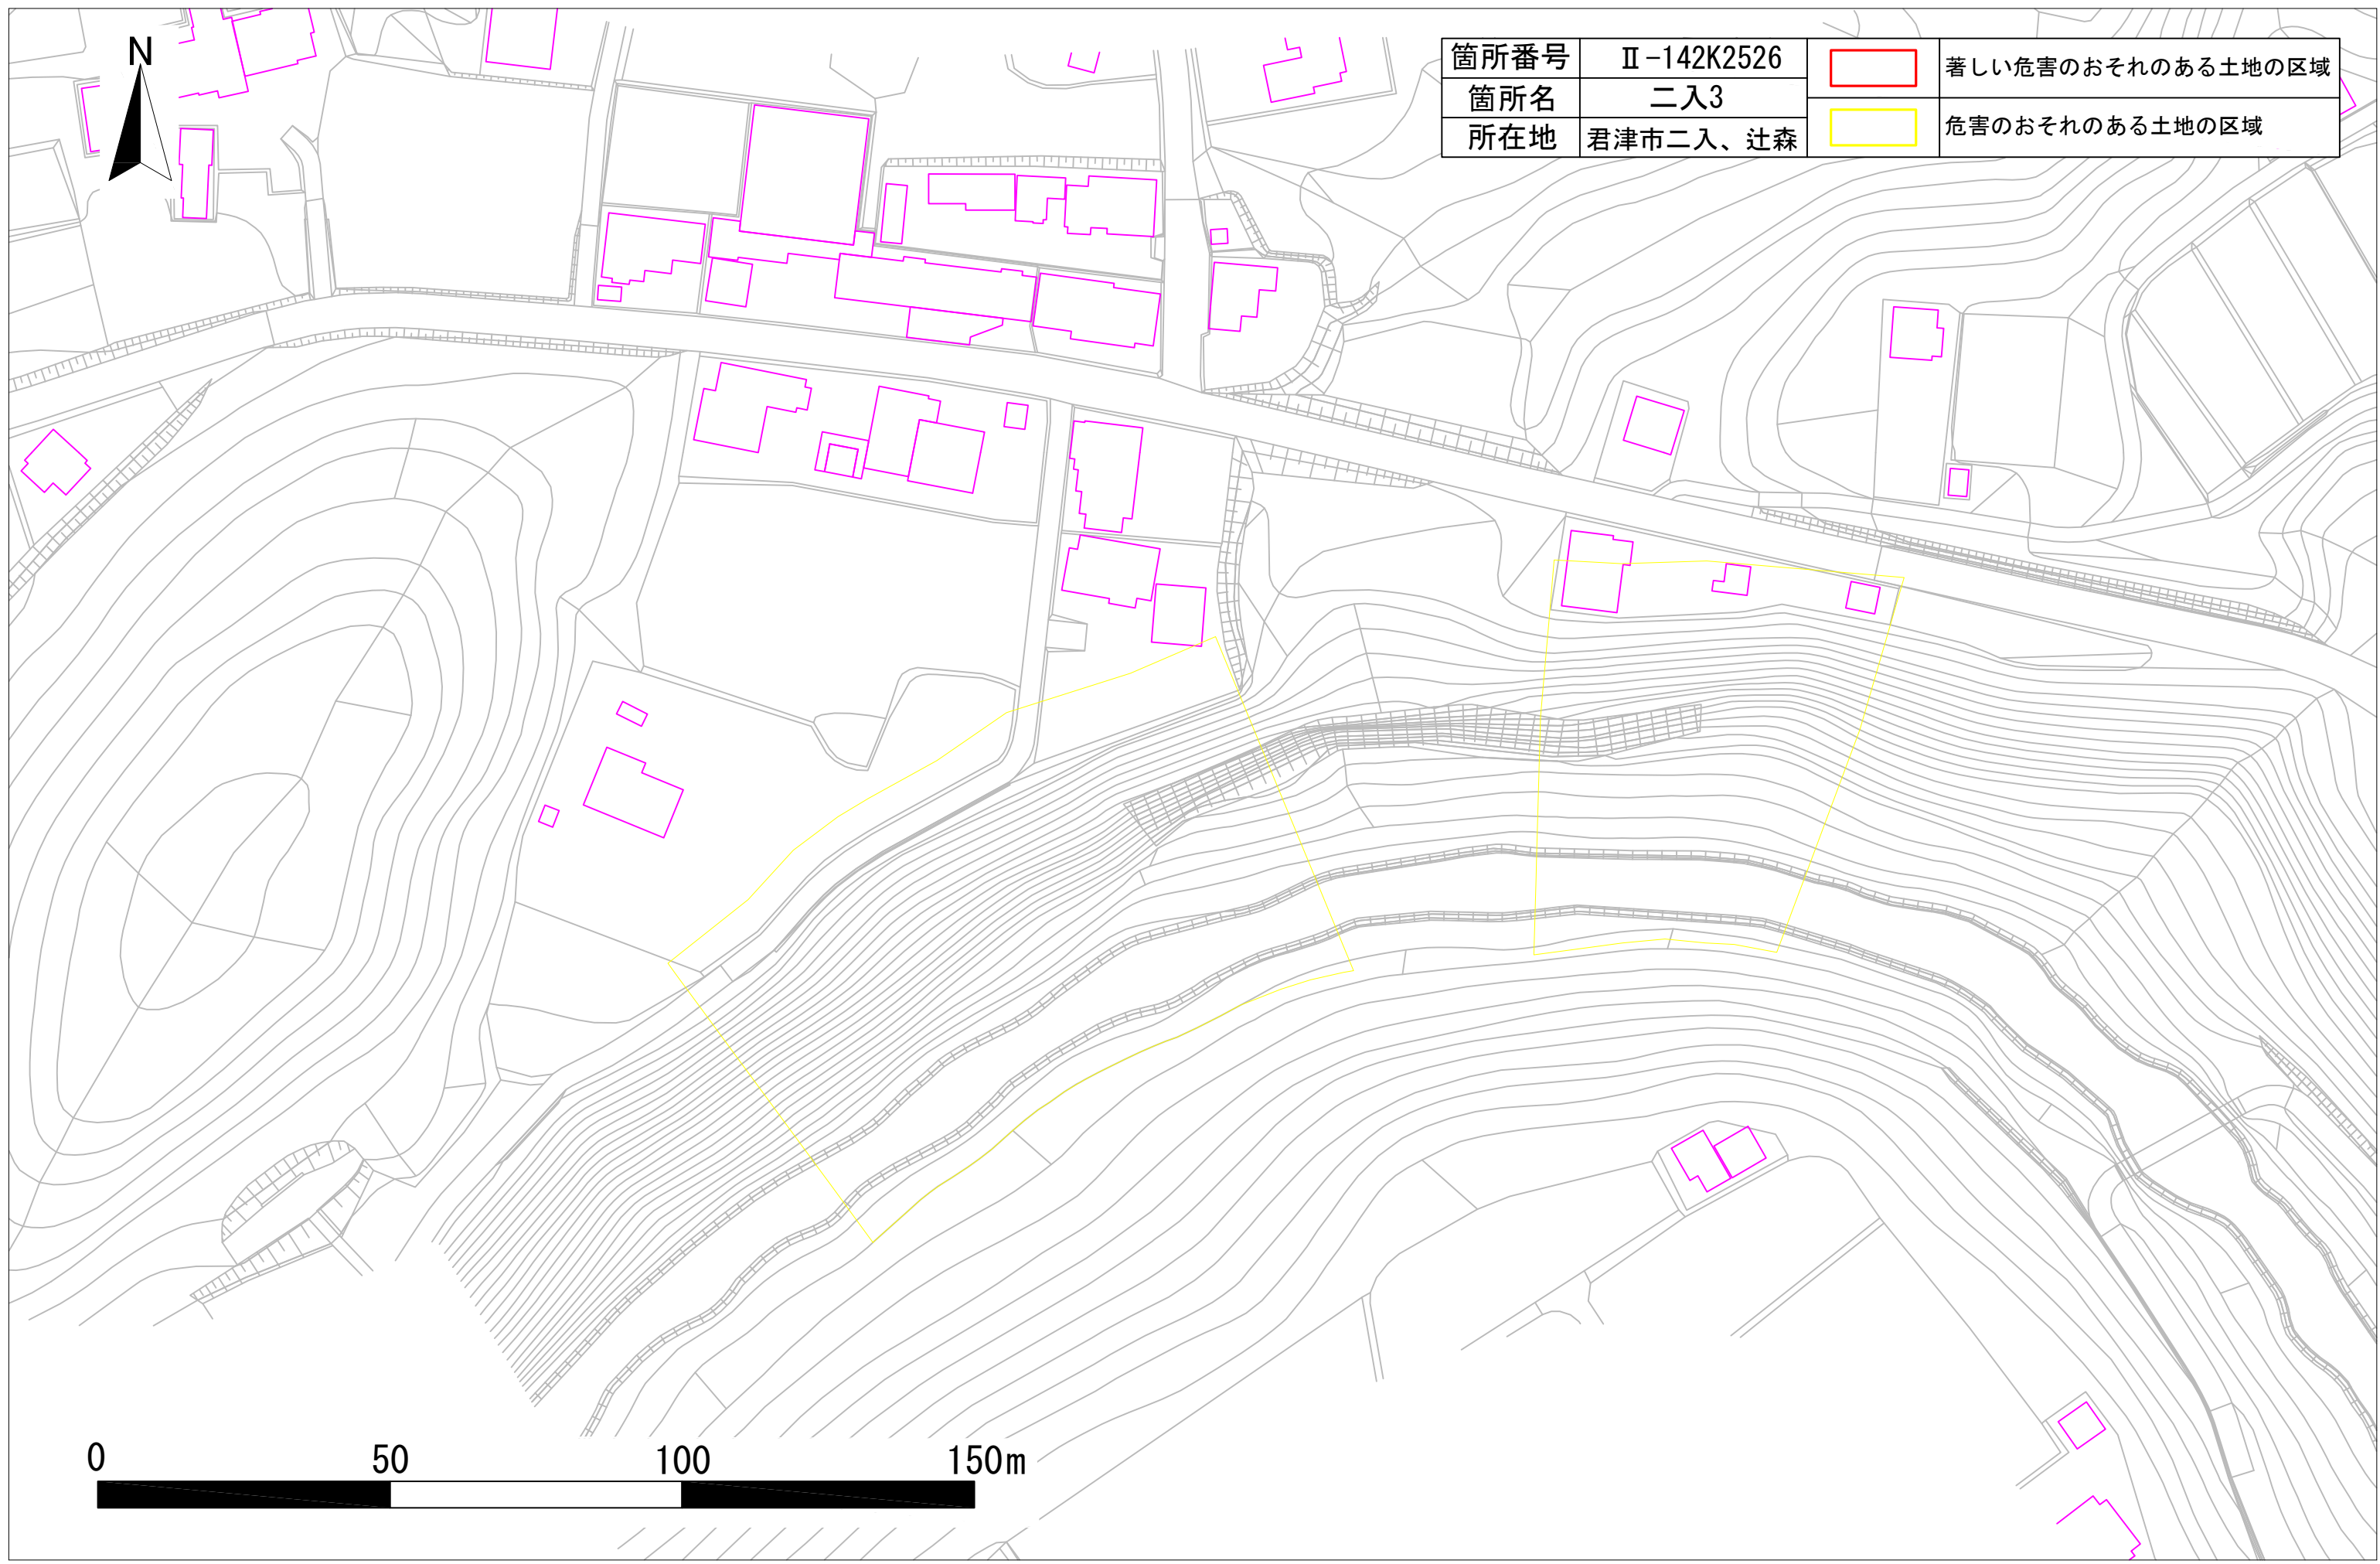 N
箇所番号 Ⅱ-142K2526
箇所名 二入3
所在地 君津市二入、辻森
著しい危害のおそれのある土地の区域
危害のおそれのある土地の区域
0 50 100 150m